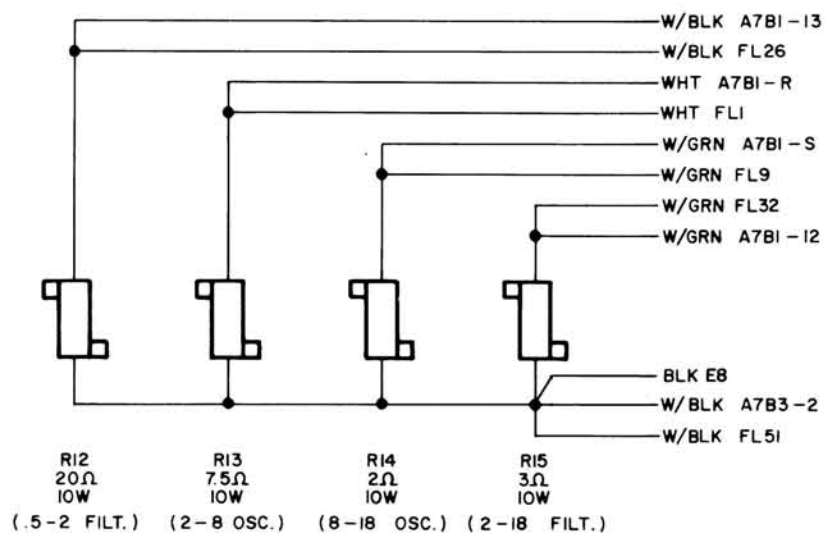 W/BLK A7B1-13
W/BLK FL26
WHT A7B1-R
WHT FL1
W/GRN A7B1-S
W/GRN FL9
W/GRN FL32
W/GRN A7B1-12
BLK E8
W/BLK A7B3-2
W/BLK FL51
R12
20Ω
10W
(.5-2 FILT.)
R13
7.5Ω
10W
(2-8 OSC.)
R14
2Ω
10W
(8-18 OSC.)
R15
3Ω
10W
(2-18 FILT.)